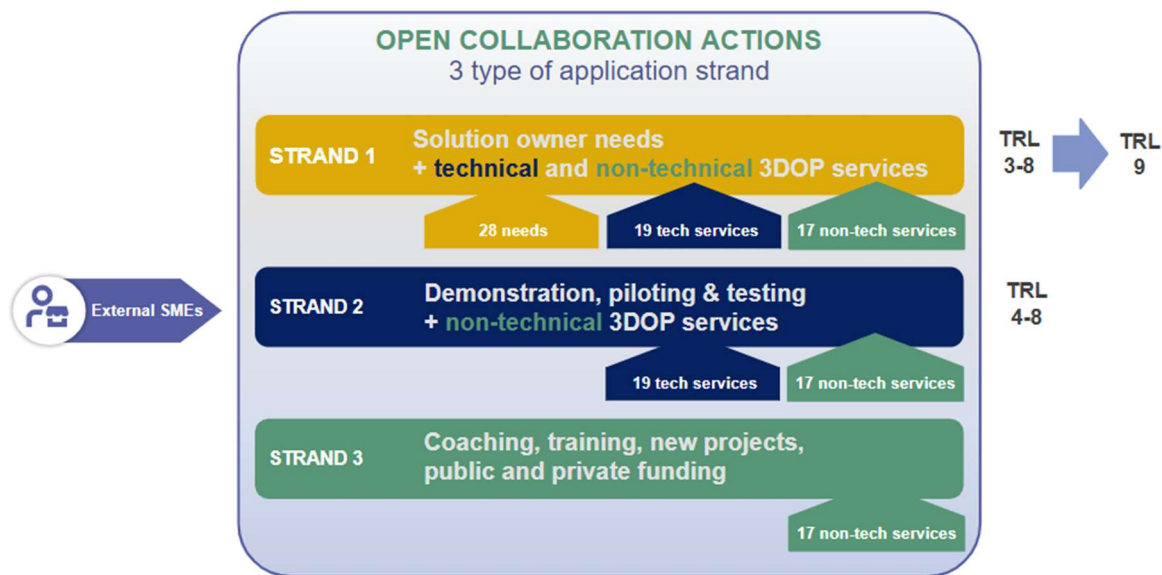 OPEN COLLABORATION ACTIONS
3 type of application strand
STRAND 1
Solution owner needs
+ technical and non-technical 3DOP services
TRL
3-8
TRL
9
28 needs
19 tech services
17 non-tech services
External SMEs
STRAND 2
Demonstration, piloting & testing
+ non-technical 3DOP services
TRL
4-8
19 tech services
17 non-tech services
STRAND 3
Coaching, training, new projects,
public and private funding
17 non-tech services